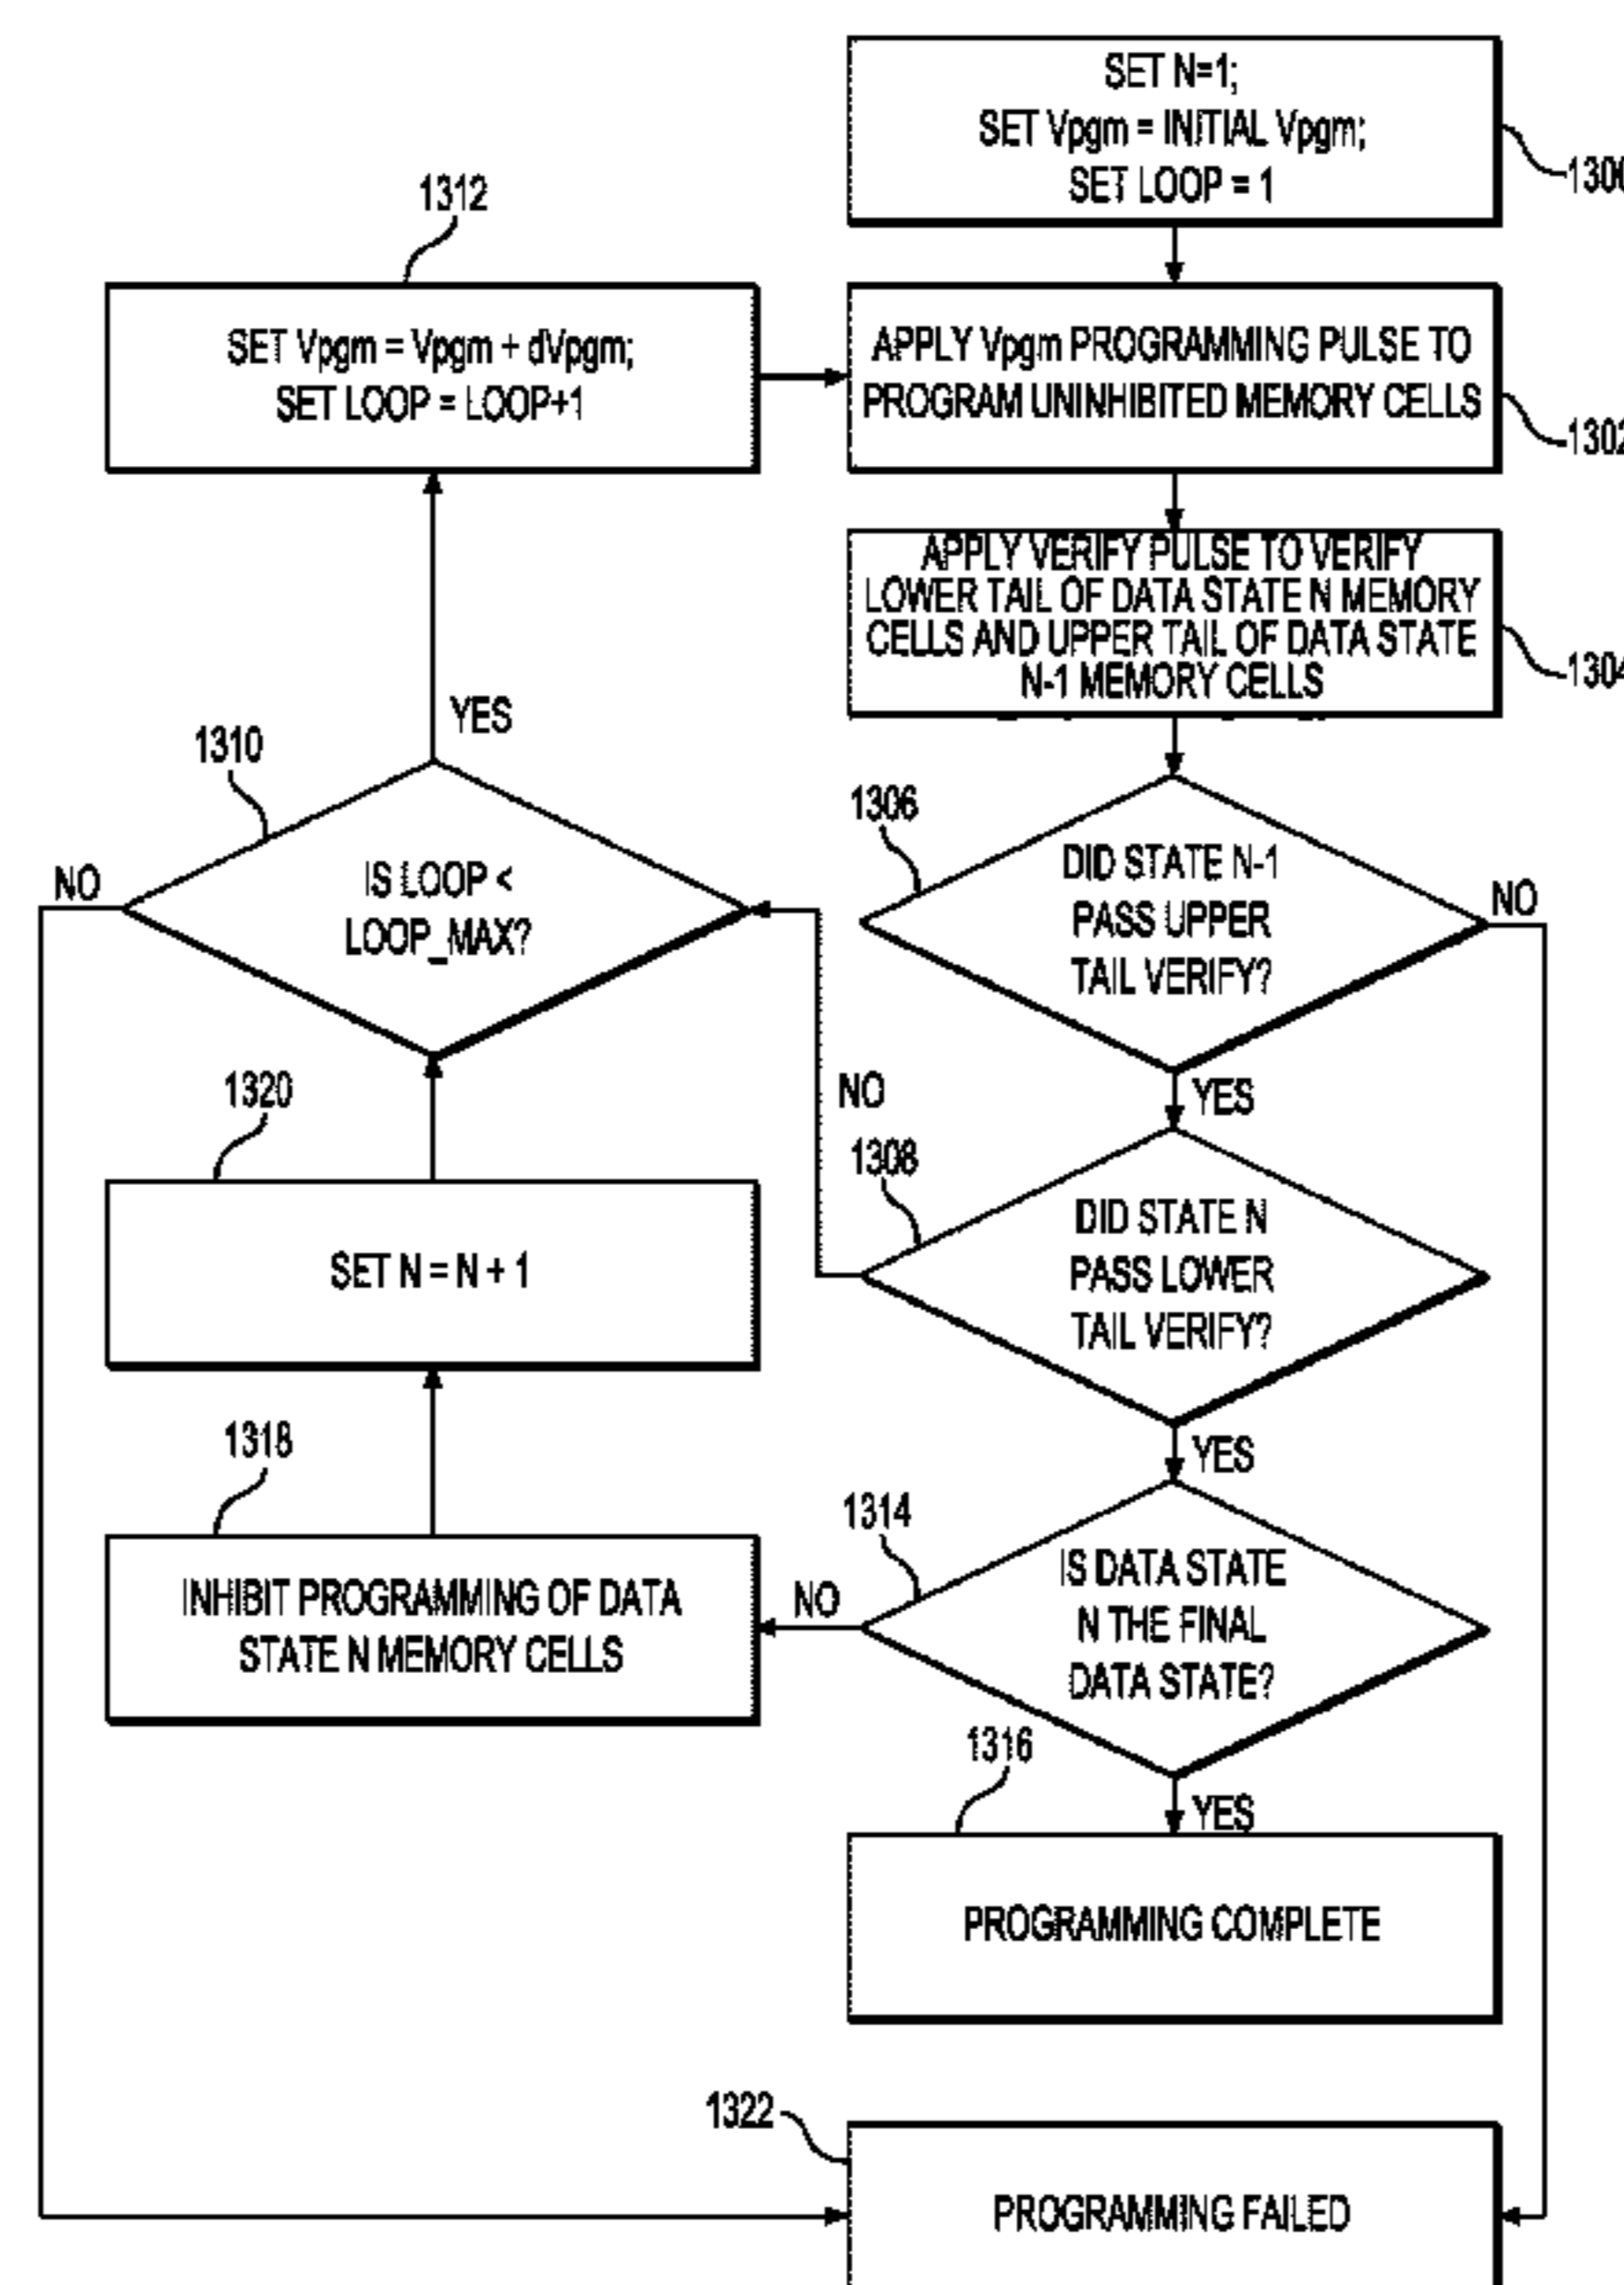 SET N=1;
SET Vpgm = INITIAL Vpgm;
SET LOOP = 1
1300
1312
SET Vpgm = Vpgm + dVpgm;
SET LOOP = LOOP+1
APPLY Vpgm PROGRAMMING PULSE TO
PROGRAM UNINHIBITED MEMORY CELLS
1302
APPLY VERIFY PULSE TO VERIFY
LOWER TAIL OF DATA STATE N MEMORY
CELLS AND UPPER TAIL OF DATA STATE
N-1 MEMORY CELLS
1304
YES
1310
IS LOOP <
LOOP_MAX?
NO
1306
DID STATE N-1
PASS UPPER
TAIL VERIFY?
NO
YES
NO
1320
SET N = N + 1
1308
DID STATE N
PASS LOWER
TAIL VERIFY?
YES
1318
INHIBIT PROGRAMMING OF DATA
STATE N MEMORY CELLS
NO
1314
IS DATA STATE
N THE FINAL
DATA STATE?
YES
1316
PROGRAMMING COMPLETE
1322
PROGRAMMING FAILED